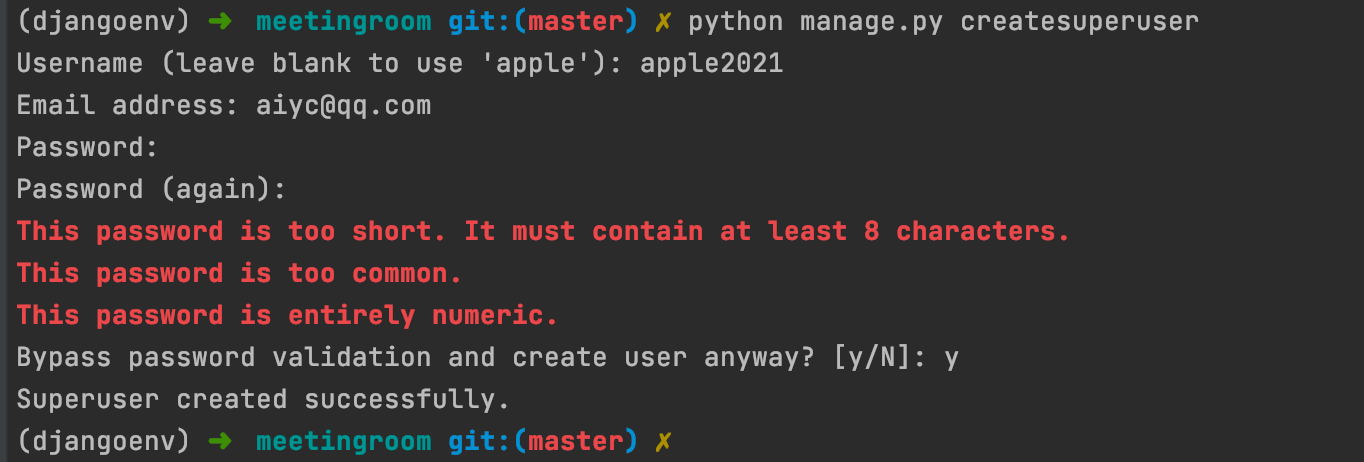 (djangoenv) ➜ meetingroom git:(master) ✗ python manage.py createsuperuser
Username (leave blank to use 'apple'): apple2021
Email address: aiyc@qq.com
Password:
Password (again):
This password is too short. It must contain at least 8 characters.
This password is too common.
This password is entirely numeric.
Bypass password validation and create user anyway? [y/N]: y
Superuser created successfully.
(djangoenv) ➜ meetingroom git:(master) ✗